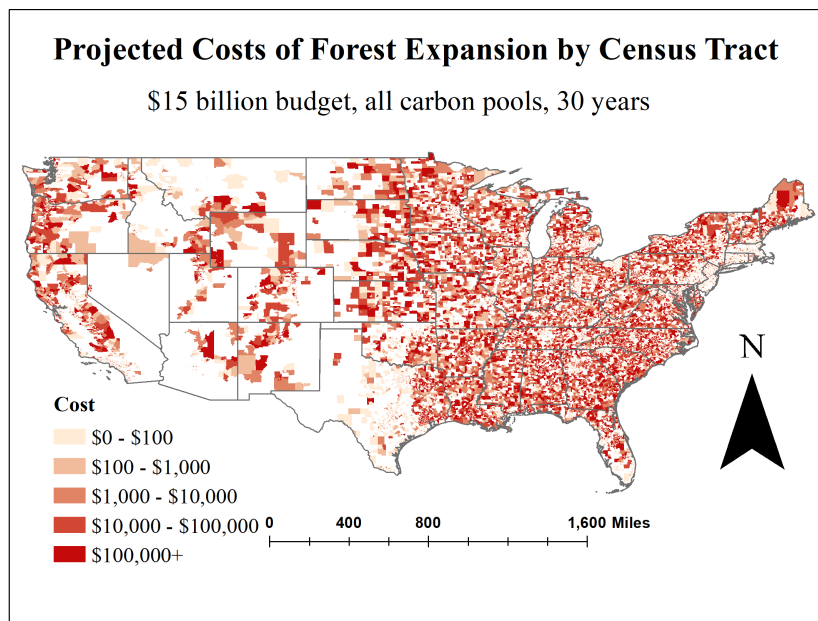 Projected Costs of Forest Expansion by Census Tract
$15 billion budget, all carbon pools, 30 years
N
Cost
$0 - $100
$100 - $1,000
$1,000 - $10,000
$10,000 - $100,000
$100,000+
0 400 800 1,600 Miles